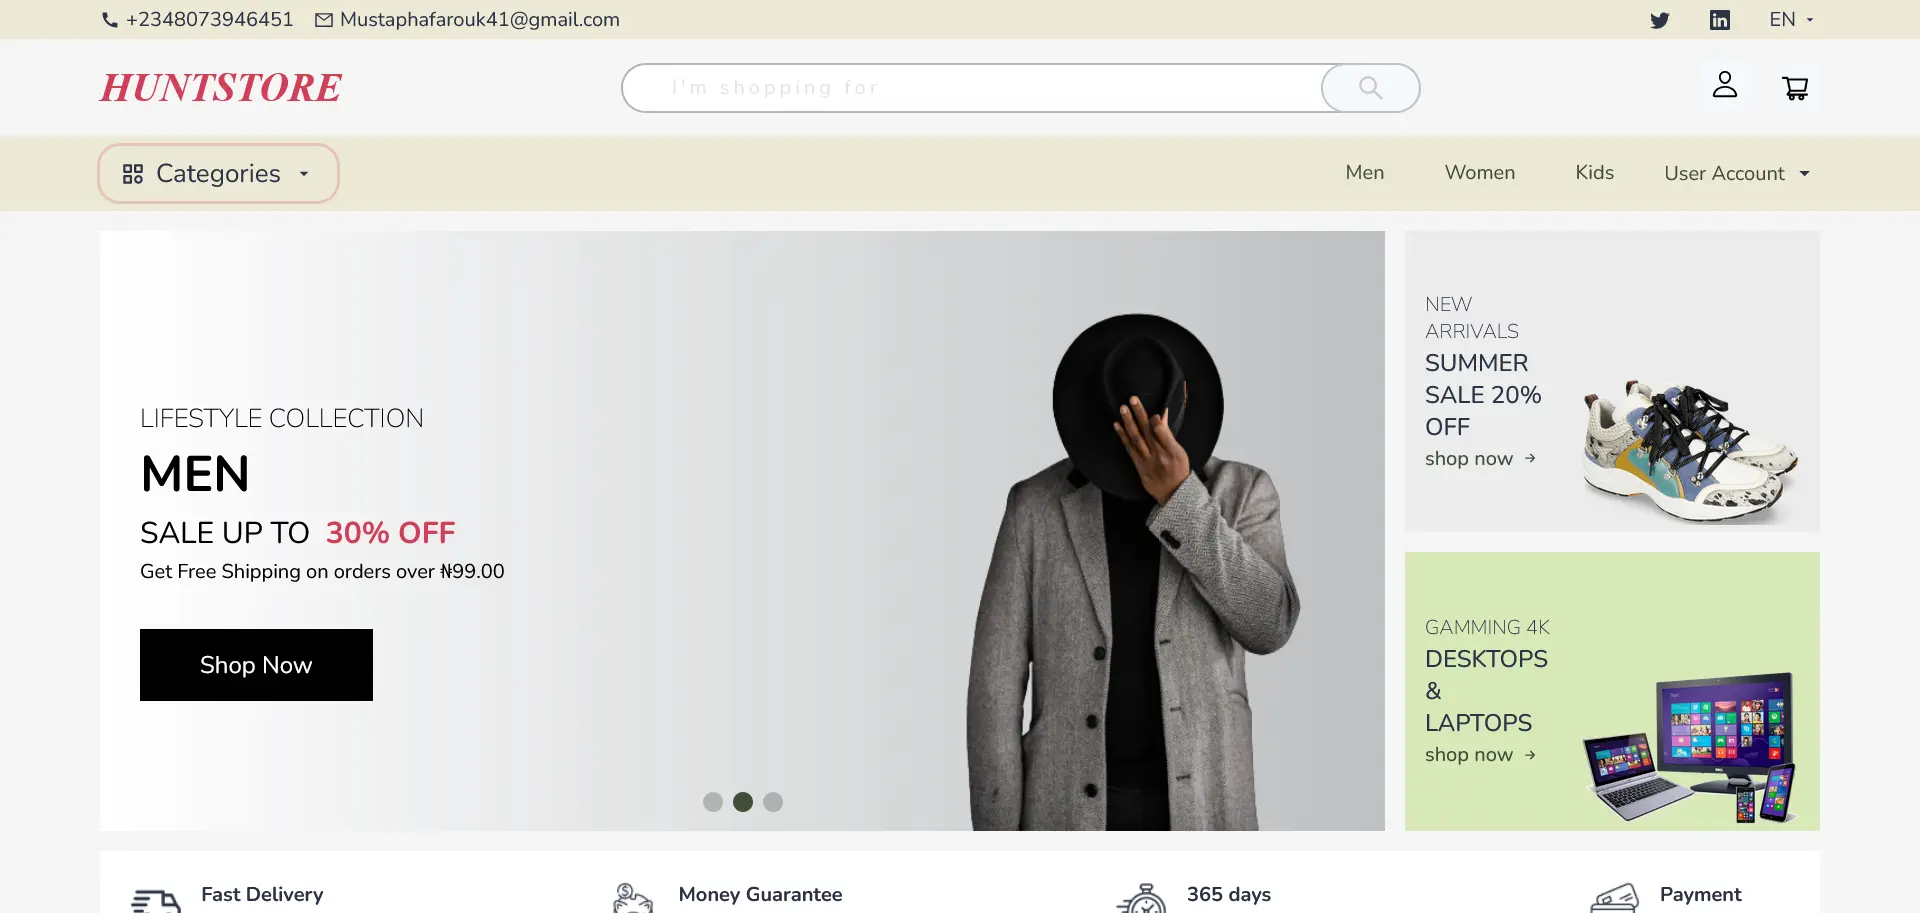 +2348073946451 Mustaphafarouk41@gmail.com EN
HUNTSTORE
i'm shopping for
Categories
Men Women Kids User Account
LIFESTYLE COLLECTION
MEN
SALE UP TO 30% OFF
Get Free Shipping on orders over ₦99.00
Shop Now
NEW
ARRIVALS
SUMMER
SALE 20%
OFF
shop now →
GAMMING 4K
DESKTOPS
&
LAPTOPS
shop now →
Fast Delivery
Money Guarantee
365 days
Payment